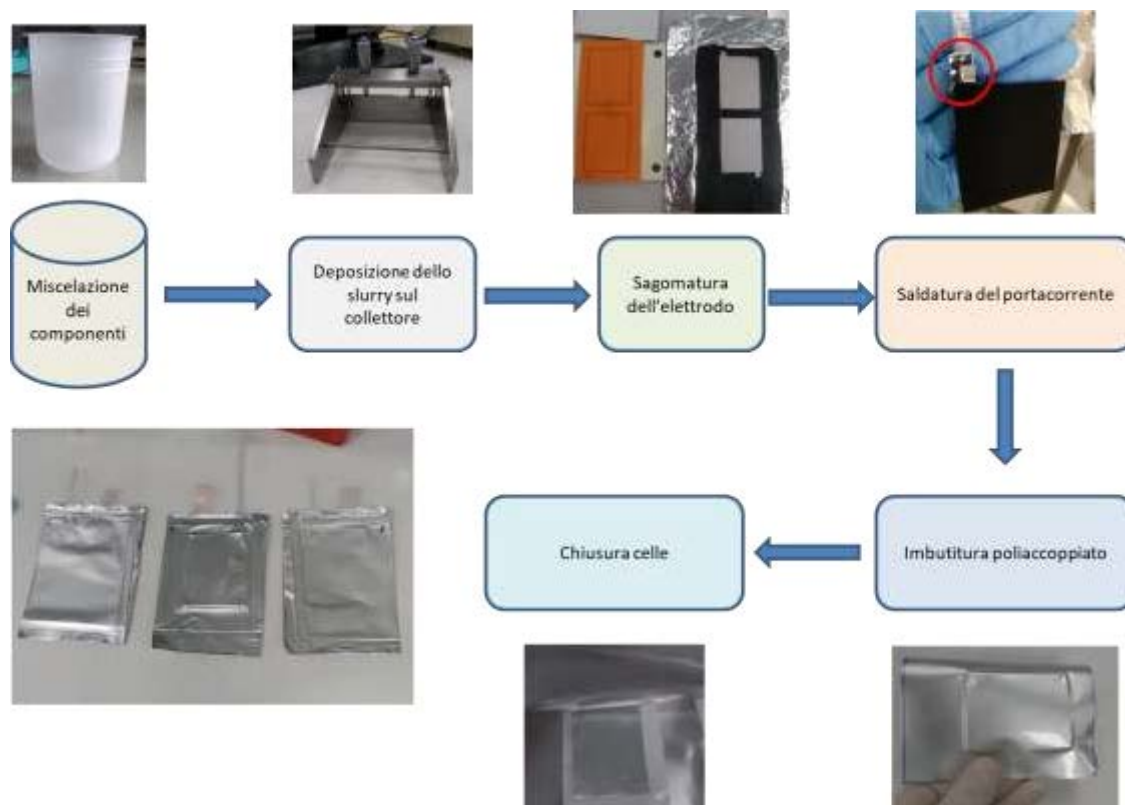 Miscelazione
dei
componenti
Deposizione dello
slurry sul
collettore
Sagomatura
dell'elettrodo
Saldatura del portacorrente
Chiusura celle
Imbutitura poliaccoppiato